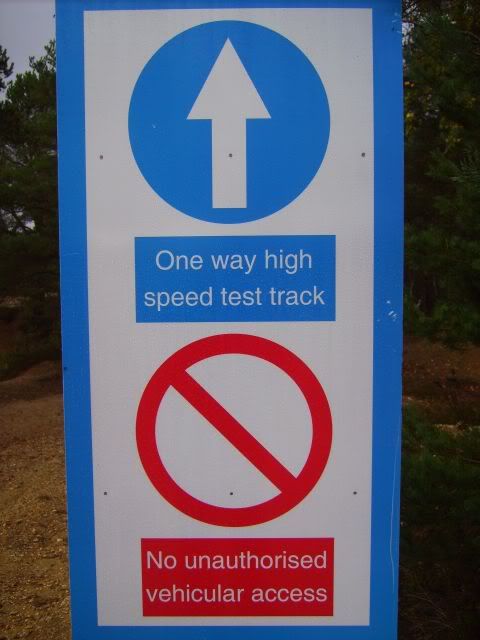 One way high
speed test track
No unauthorised
vehicular access